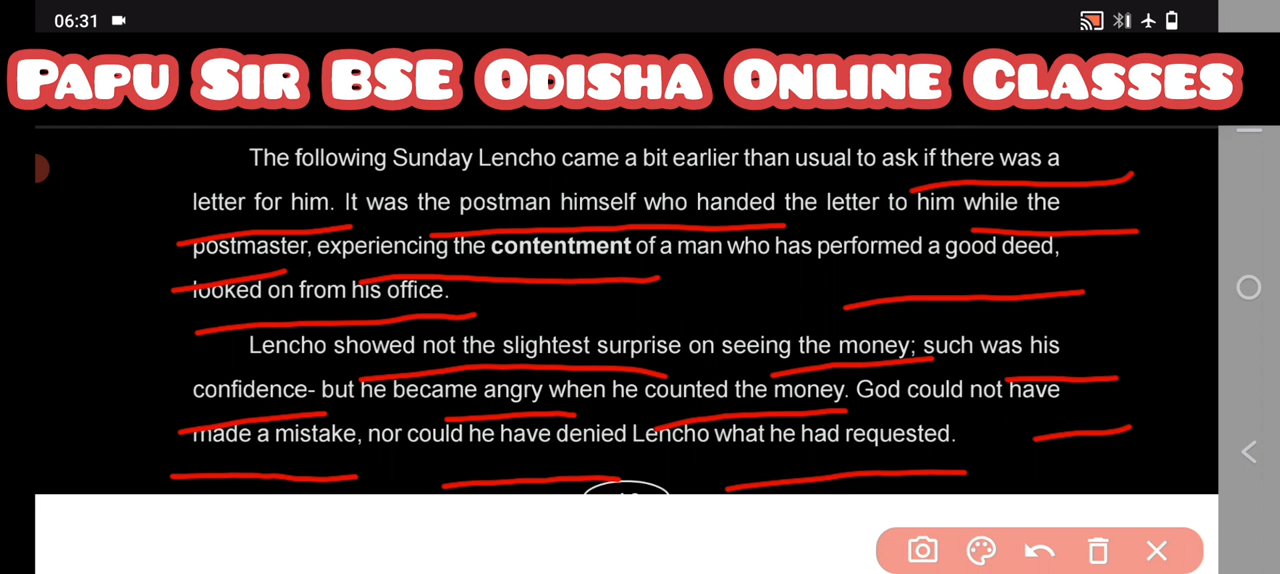 06:31
Papu Sir BSE Odisha Online Classes
The following Sunday Lencho came a bit earlier than usual to ask if there was a
letter for him. It was the postman himself who handed the letter to him while the
postmaster, experiencing the contentment of a man who has performed a good deed,
looked on from his office.
Lencho showed not the slightest surprise on seeing the money; such was his
confidence- but he became angry when he counted the money. God could not have
made a mistake, nor could he have denied Lencho what he had requested.